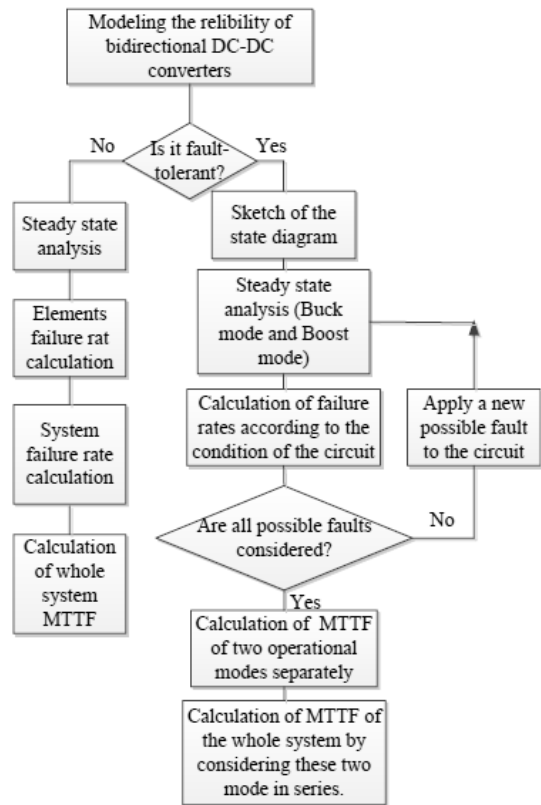 Modeling the relibility of
bidirectional DC-DC
converters
No
Is it fault-
tolerant?
Yes
Steady state
analysis
Elements
failure rat
calculation
System
failure rate
calculation
Calculation
of whole
system
MTTF
Sketch of the
state diagram
Steady state
analysis (Buck
mode and Boost
mode)
Calculation of failure
rates according to the
condition of the circuit
Apply a new
possible fault
to the circuit
Are all possible faults
considered?
No
Yes
Calculation of MTTF
of two operational
modes separately
Calculation of MTTF of
the whole system by
considering these two
mode in series.